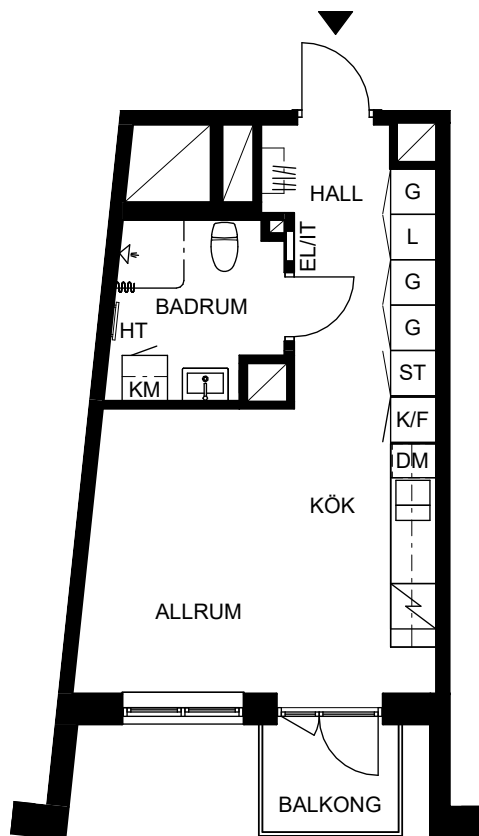 HALL
G
L
EL/IT
G
BADRUM
G
HT
ST
KM
K/F
DM
KÖK
ALLRUM
BALKONG